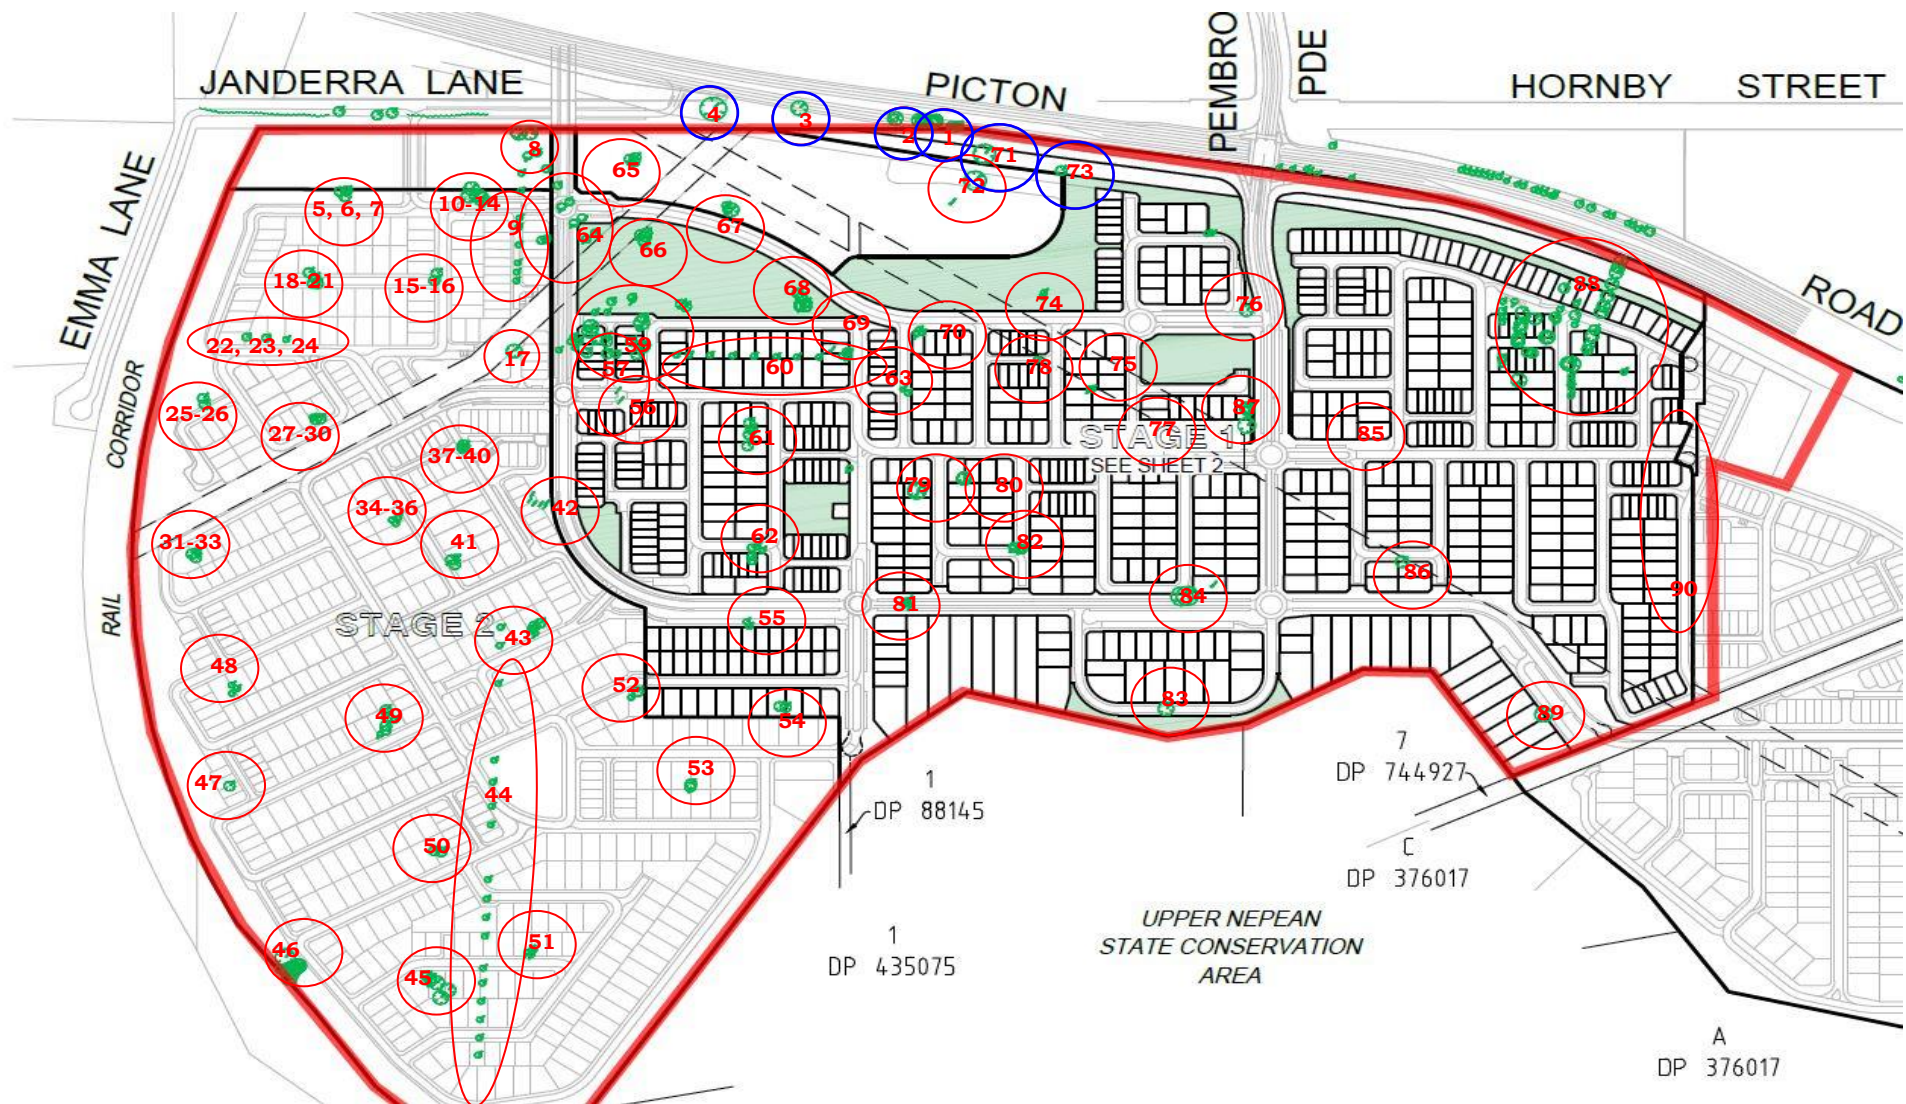 JANDERRA LANE
PICTON
PEMBRO
PDE
HORNBY STREET
ROAD
EMMA LANE
CORRIDOR
RAIL
4
3
2
1
71
73
72
8
65
5, 6, 7
10-14
9
64
66
67
18-21
15-16
68
74
76
88
22, 23, 24
17
59
57
60
69
70
63
78
75
25-26
27-30
56
61
87
77
85
STAGE 1
SEE SHEET 2
37-40
34-36
42
79
80
31-33
41
62
82
86
84
81
90
STAGE 2
43
55
48
52
49
54
83
89
47
53
44
50
51
46
45
1
DP 88145
7
DP 744927
C
DP 376017
1
DP 435075
UPPER NEPEAN
STATE CONSERVATION
AREA
A
DP 376017